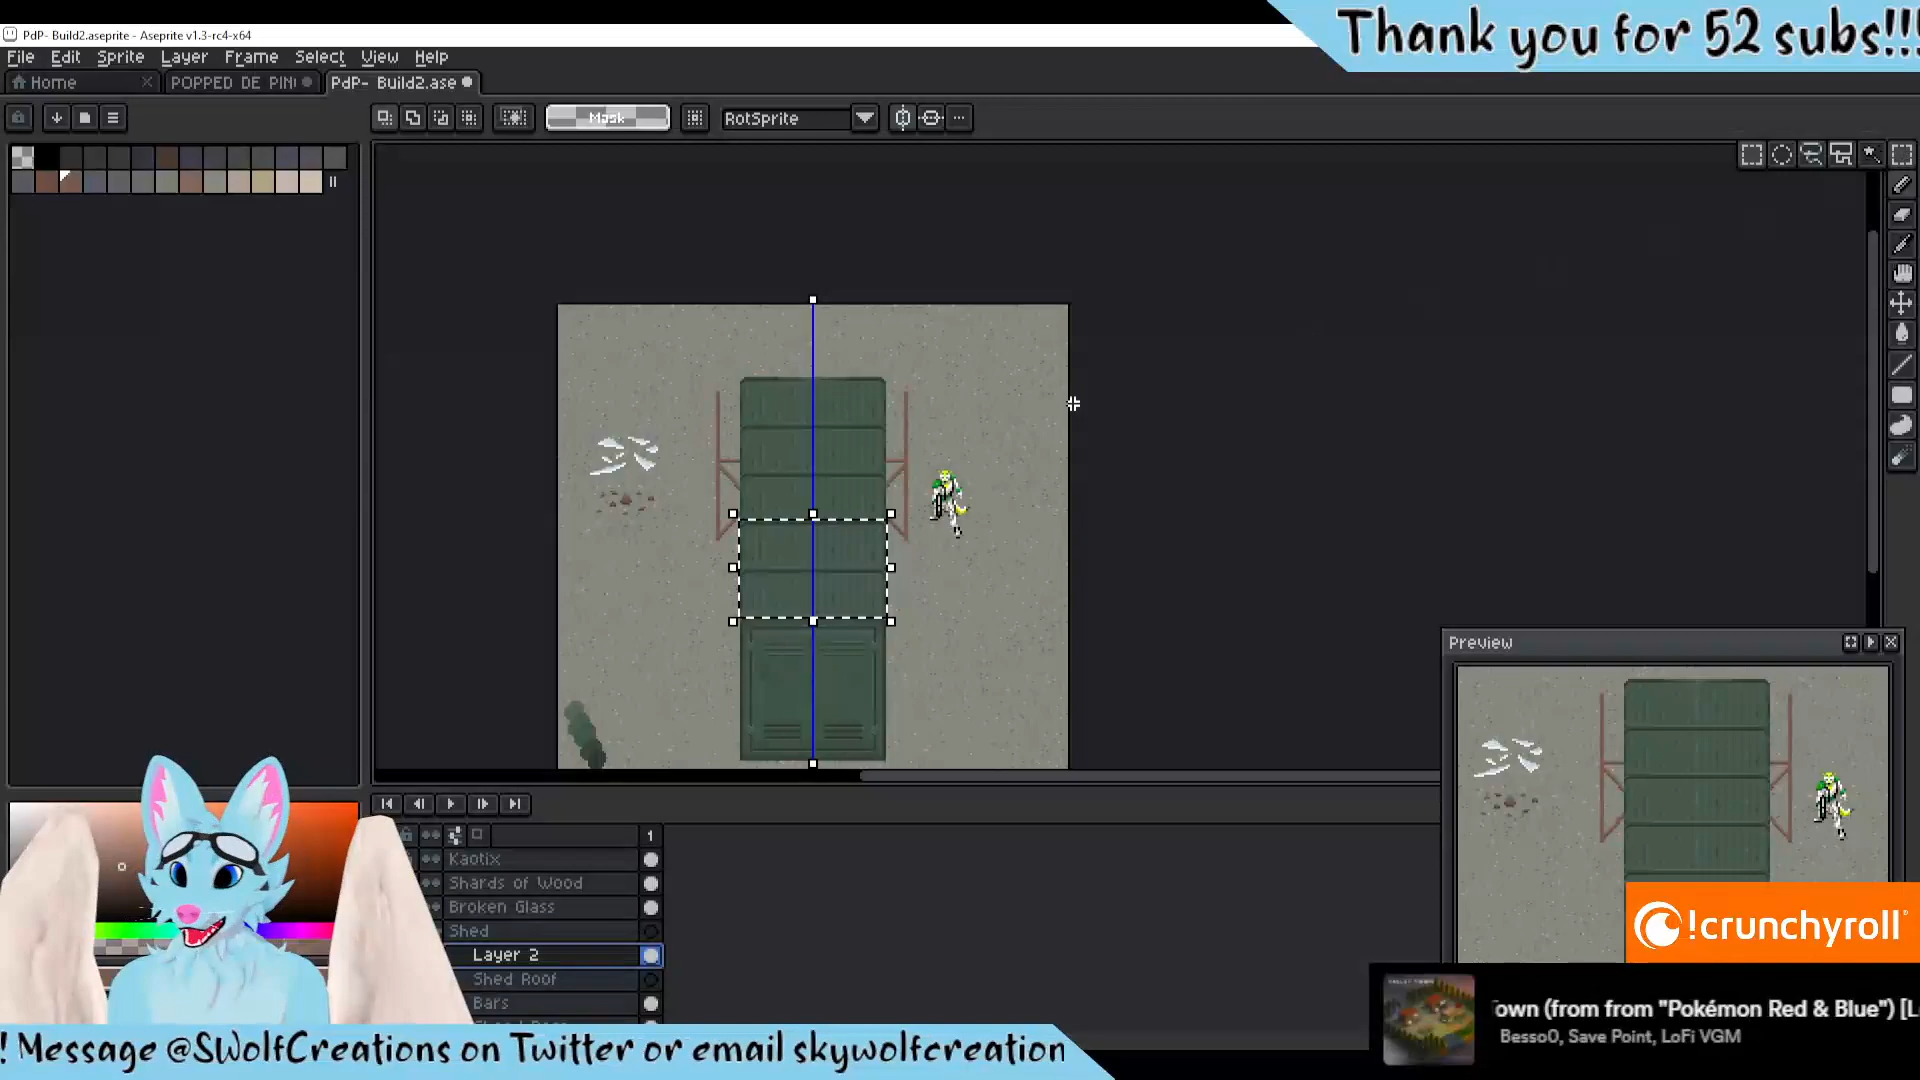 PdP- Build2.aseprite - Aseprite v1.3-rc4-x64
Thank you for 52 subs!!!
File Edit Sprite Layer Select Frame View Help
Home
POPPED DE PIN
PdP- Build2.ase
Mask
RotSprite
Preview
1
Kaotix
Shards of Wood
Broken Glass
Shed
Layer 2
Shed Roof
Bars
!crunchyroll
Town (from from "Pokémon Red & Blue") [L
Besso0, Save Point, LoFi VGM
! Message @SWolfCreations on Twitter or email skywolfcreation